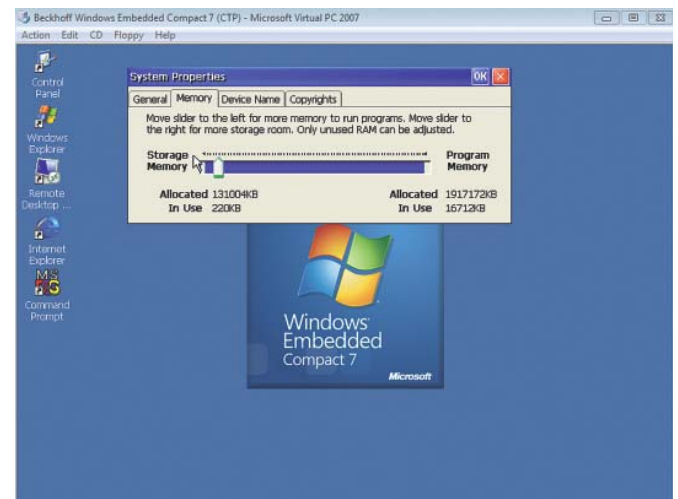 Beckhoff Windows Embedded Compact 7 (CTP) - Microsoft Virtual PC 2007
Action Edit CD Floppy Help
Control
Panel
Windows
Explorer
Remote
Desktop ...
Internet
Explorer
MS
Command
Prompt
System Properties OK
General Memory Device Name Copyrights
Move slider to the left for more memory to run programs. Move slider to
the right for more storage room. Only unused RAM can be adjusted.
Storage Program
Memory Memory
Allocated 131004KB Allocated 1917172KB
In Use 220KB In Use 16712KB
Windows®
Embedded
Compact 7
Microsoft